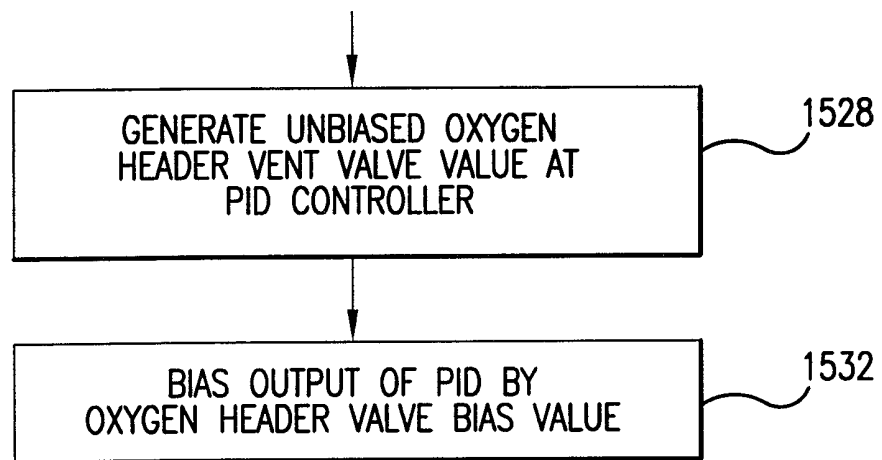 GENERATE UNBIASED OXYGEN
HEADER VENT VALVE VALUE AT
PID CONTROLLER
1528
BIAS OUTPUT OF PID BY
OXYGEN HEADER VALVE BIAS VALUE
1532